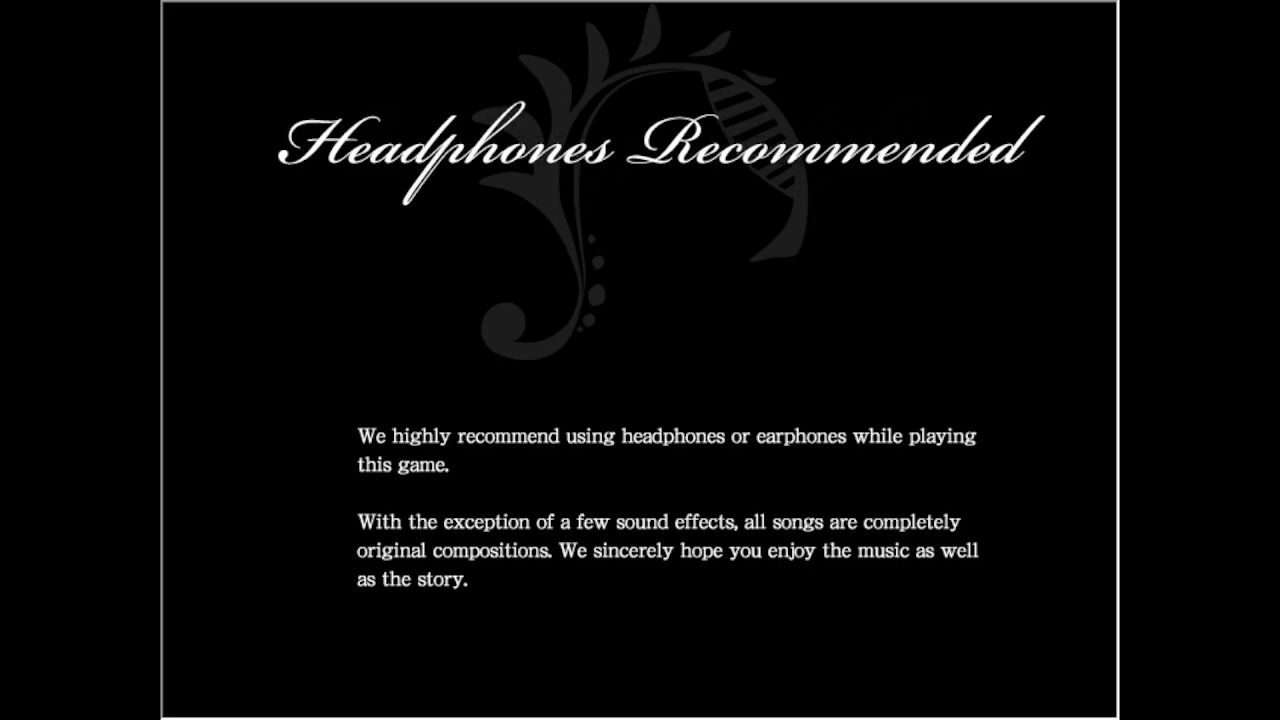 Headphones Recommended
We highly recommend using headphones or earphones while playing
this game.
With the exception of a few sound effects, all songs are completely
original compositions. We sincerely hope you enjoy the music as well
as the story.